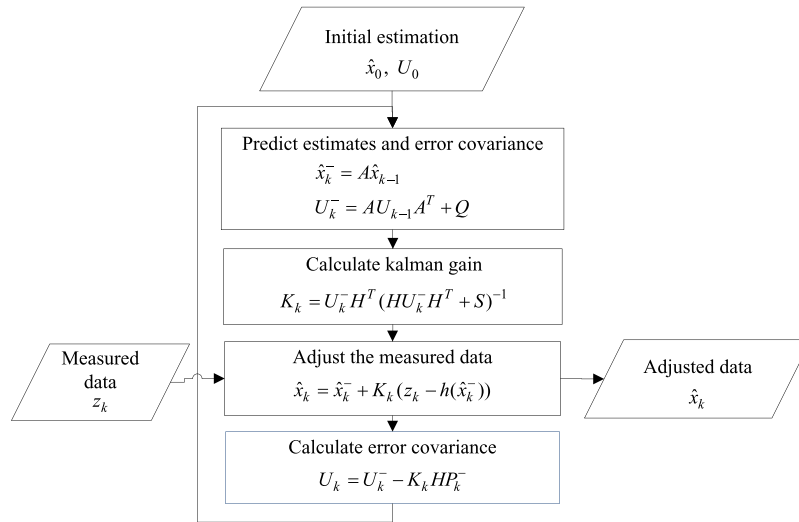 Initial estimation
x̂₀, U₀
Predict estimates and error covariance
x̂ₖ⁻ = Ax̂ₖ₋₁
Uₖ⁻ = AUₖ₋₁Aᵀ + Q
Calculate kalman gain
Kₖ = Uₖ⁻Hᵀ(HUₖ⁻Hᵀ + S)⁻¹
Measured
data
zₖ
Adjust the measured data
x̂ₖ = x̂ₖ⁻ + Kₖ(zₖ − h(x̂ₖ⁻))
Adjusted data
x̂ₖ
Calculate error covariance
Uₖ = Uₖ⁻ − KₖHPₖ⁻